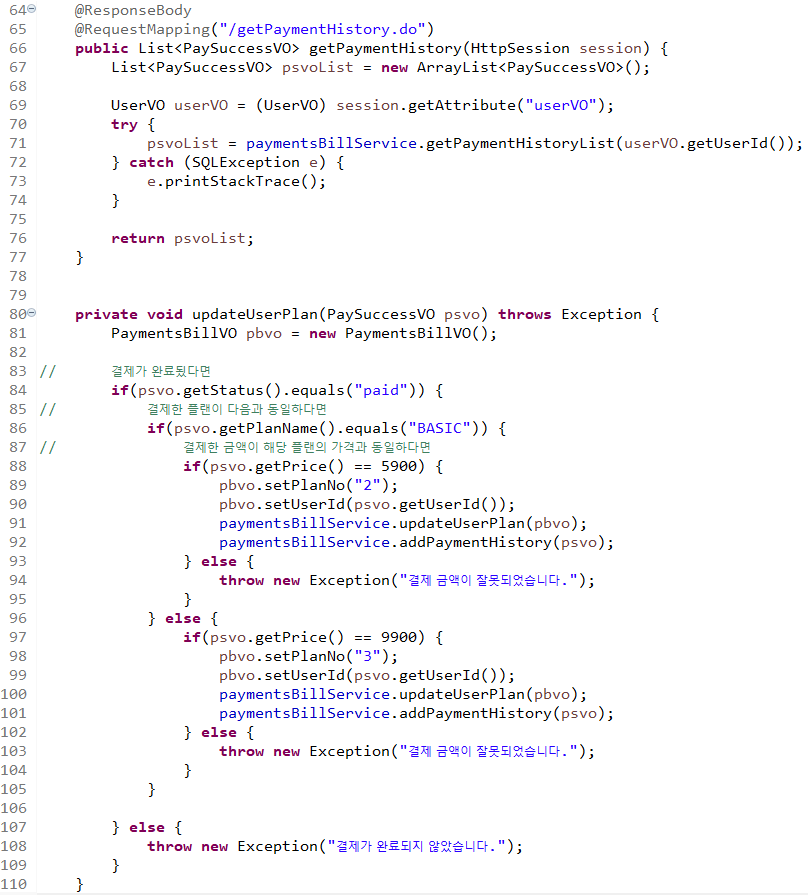 64 @ResponseBody
65 @RequestMapping("/getPaymentHistory.do")
66 public List<PaySuccessVO> getPaymentHistory(HttpSession session) {
67 List<PaySuccessVO> psvoList = new ArrayList<PaySuccessVO>();
68
69 UserVO userVO = (UserVO) session.getAttribute("userVO");
70 try {
71 psvoList = paymentsBillService.getPaymentHistoryList(userVO.getUserId());
72 } catch (SQLException e) {
73 e.printStackTrace();
74 }
75
76 return psvoList;
77 }
78
79
80 private void updateUserPlan(PaySuccessVO psvo) throws Exception {
81 PaymentsBillVO pbvo = new PaymentsBillVO();
82
83 // 결제가 완료됬다면
84 if(psvo.getStatus().equals("paid")) {
85 // 결제한 플랜이 다음과 동일하다면
86 if(psvo.getPlanName().equals("BASIC")) {
87 // 결제한 금액이 해당 플랜의 가격과 동일하다면
88 if(psvo.getPrice() == 5900) {
89 pbvo.setPlanNo("2");
90 pbvo.setUserId(psvo.getUserId());
91 paymentsBillService.updateUserPlan(pbvo);
92 paymentsBillService.addPaymentHistory(psvo);
93 } else {
94 throw new Exception("결제 금액이 잘못되었습니다.");
95 }
96 } else {
97 if(psvo.getPrice() == 9900) {
98 pbvo.setPlanNo("3");
99 pbvo.setUserId(psvo.getUserId());
100 paymentsBillService.updateUserPlan(pbvo);
101 paymentsBillService.addPaymentHistory(psvo);
102 } else {
103 throw new Exception("결제 금액이 잘못되었습니다.");
104 }
105 }
106
107 } else {
108 throw new Exception("결제가 완료되지 않았습니다.");
109 }
110 }